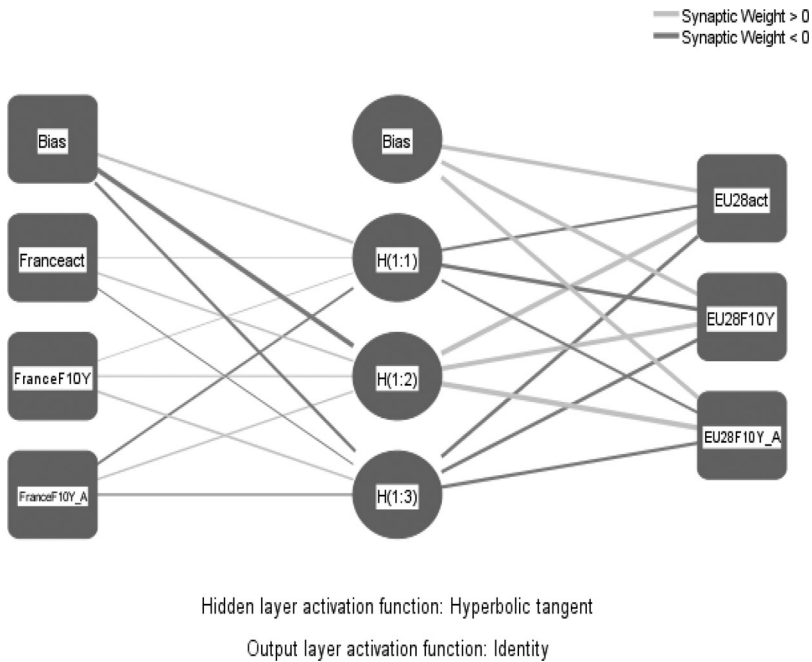 Synaptic Weight > 0
Synaptic Weight < 0
Bias
Bias
EU28act
Franceact
H(1:1)
EU28F10Y
FranceF10Y
H(1:2)
EU28F10Y_A
FranceF10Y_A
H(1:3)
Hidden layer activation function: Hyperbolic tangent
Output layer activation function: Identity